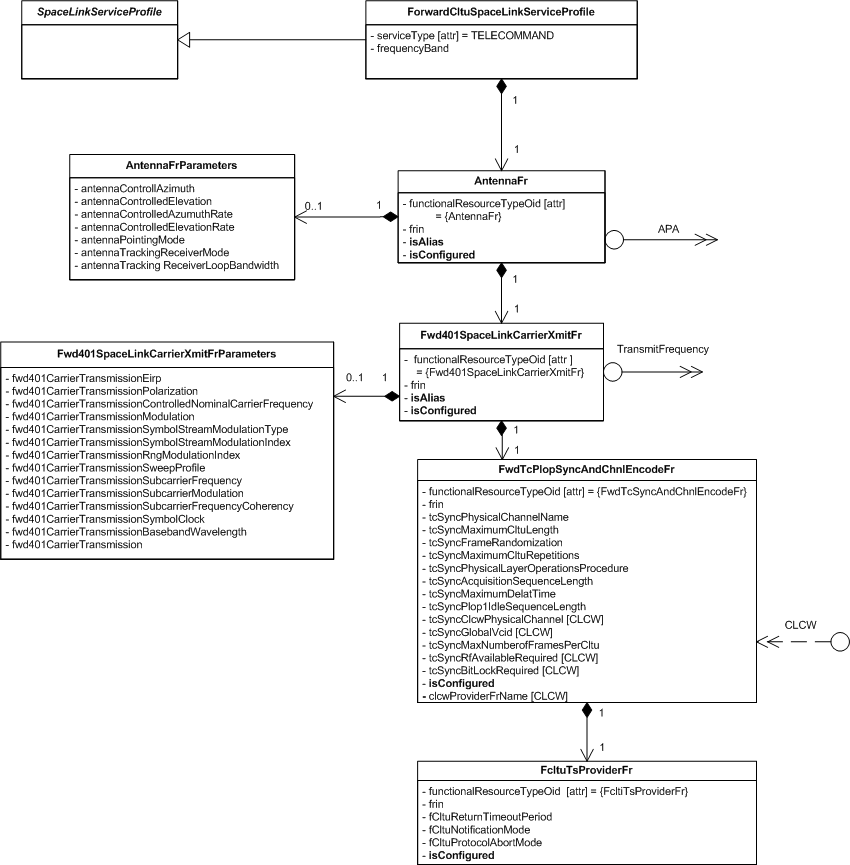 SpaceLinkServiceProfile
ForwardCltuSpaceLinkServiceProfile
- serviceType [attr] = TELECOMMAND
- frequencyBand
1
1
AntennaFrParameters
- antennaControllAzimuth
- antennaControlledElevation
- antennaControlledAzumuthRate
- antennaControlledElevationRate
- antennaPointingMode
- antennaTrackingReceiverMode
- antennaTracking ReceiverLoopBandwidth
0..1
1
AntennaFr
- functionalResourceTypeOid [attr]
= {AntennaFr}
- frin
- isAlias
- isConfigured
APA
1
1
Fwd401SpaceLinkCarrierXmitFrParameters
- fwd401CarrierTransmissionEirp
- fwd401CarrierTransmissionPolarization
- fwd401CarrierTransmissionControlledNominalCarrierFrequency
- fwd401CarrierTransmissionModulation
- fwd401CarrierTransmissionSymbolStreamModulationType
- fwd401CarrierTransmissionSymbolStreamModulationIndex
- fwd401CarrierTransmissionRngModulationIndex
- fwd401CarrierTransmissionSweepProfile
- fwd401CarrierTransmissionSubcarrierFrequency
- fwd401CarrierTransmissionSubcarrierModulation
- fwd401CarrierTransmissionSubcarrierFrequencyCoherency
- fwd401CarrierTransmissionSymbolClock
- fwd401CarrierTransmissionBasebandWavelength
- fwd401CarrierTransmission
0..1
1
Fwd401SpaceLinkCarrierXmitFr
- functionalResourceTypeOid [attr ]
= {Fwd401SpaceLinkCarrierXmitFr}
- frin
- isAlias
- isConfigured
TransmitFrequency
1
1
FwdTcPlopSyncAndChnlEncodeFr
- functionalResourceTypeOid [attr] = {FwdTcSyncAndChnlEncodeFr}
- frin
- tcSyncPhysicalChannelName
- tcSyncMaximumCltuLength
- tcSyncFrameRandomization
- tcSyncMaximumCltuRepetitions
- tcSyncPhysicalLayerOperationsProcedure
- tcSyncAcquisitionSequenceLength
- tcSyncMaximumDelatTime
- tcSyncPlop1IdleSequenceLength
- tcSyncClcwPhysicalChannel [CLCW]
- tcSyncGlobalVcid [CLCW]
- tcSyncMaxNumberofFramesPerCltu
- tcSyncRfAvailableRequired [CLCW]
- tcSyncBitLockRequired [CLCW]
- isConfigured
- clcwProviderFrName [CLCW]
CLCW
1
1
FcltuTsProviderFr
- functionalResourceTypeOid [attr] = {FcltiTsProviderFr}
- frin
- fCltuReturnTimeoutPeriod
- fCltuNotificationMode
- fCltuProtocolAbortMode
- isConfigured